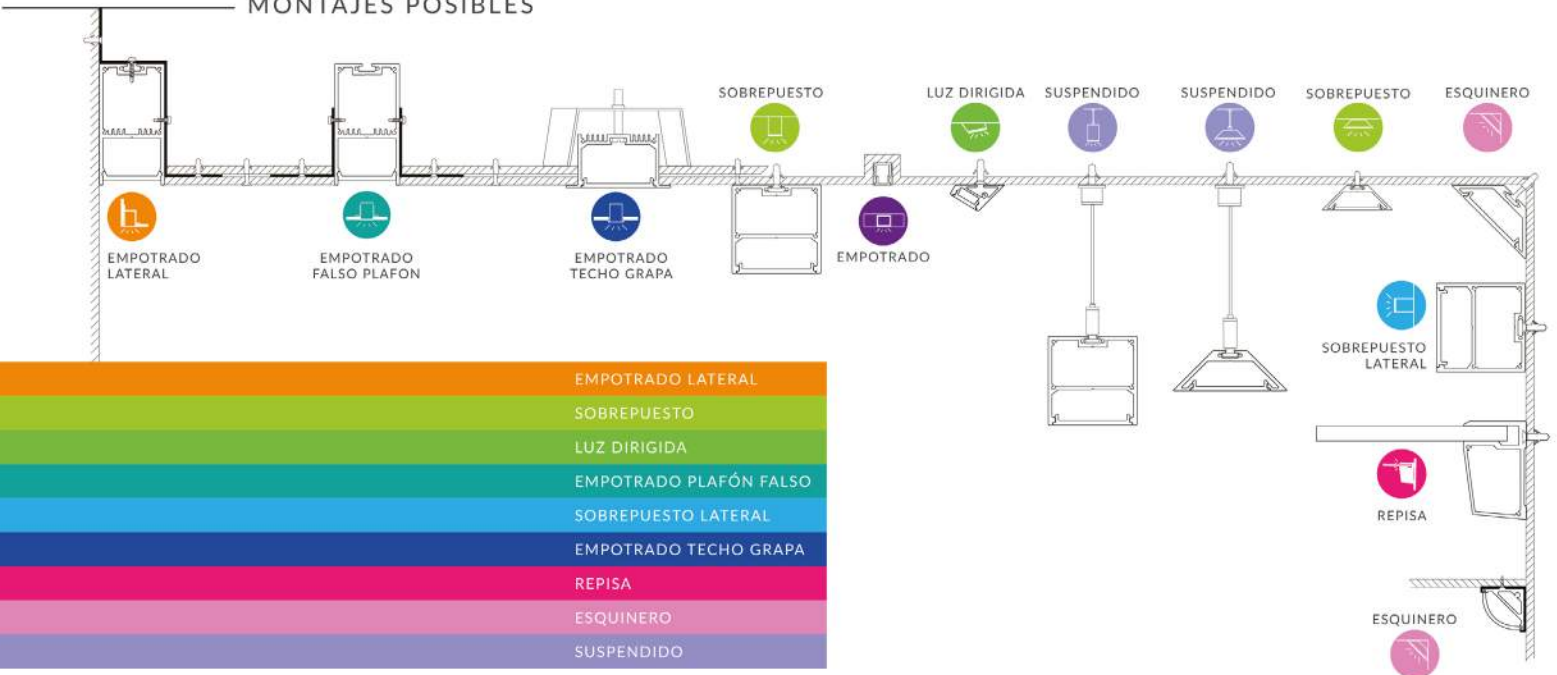 MONTAJES POSIBLES
SOBREPUESTO
LUZ DIRIGIDA
SUSPENDIDO
SUSPENDIDO
SOBREPUESTO
ESQUINERO
EMPOTRADO
LATERAL
EMPOTRADO
FALSO PLAFON
EMPOTRADO
TECHO GRAPA
EMPOTRADO
SOBREPUESTO
LATERAL
REPISA
ESQUINERO
EMPOTRADO LATERAL
SOBREPUESTO
LUZ DIRIGIDA
EMPOTRADO PLAFÓN FALSO
SOBREPUESTO LATERAL
EMPOTRADO TECHO GRAPA
REPISA
ESQUINERO
SUSPENDIDO